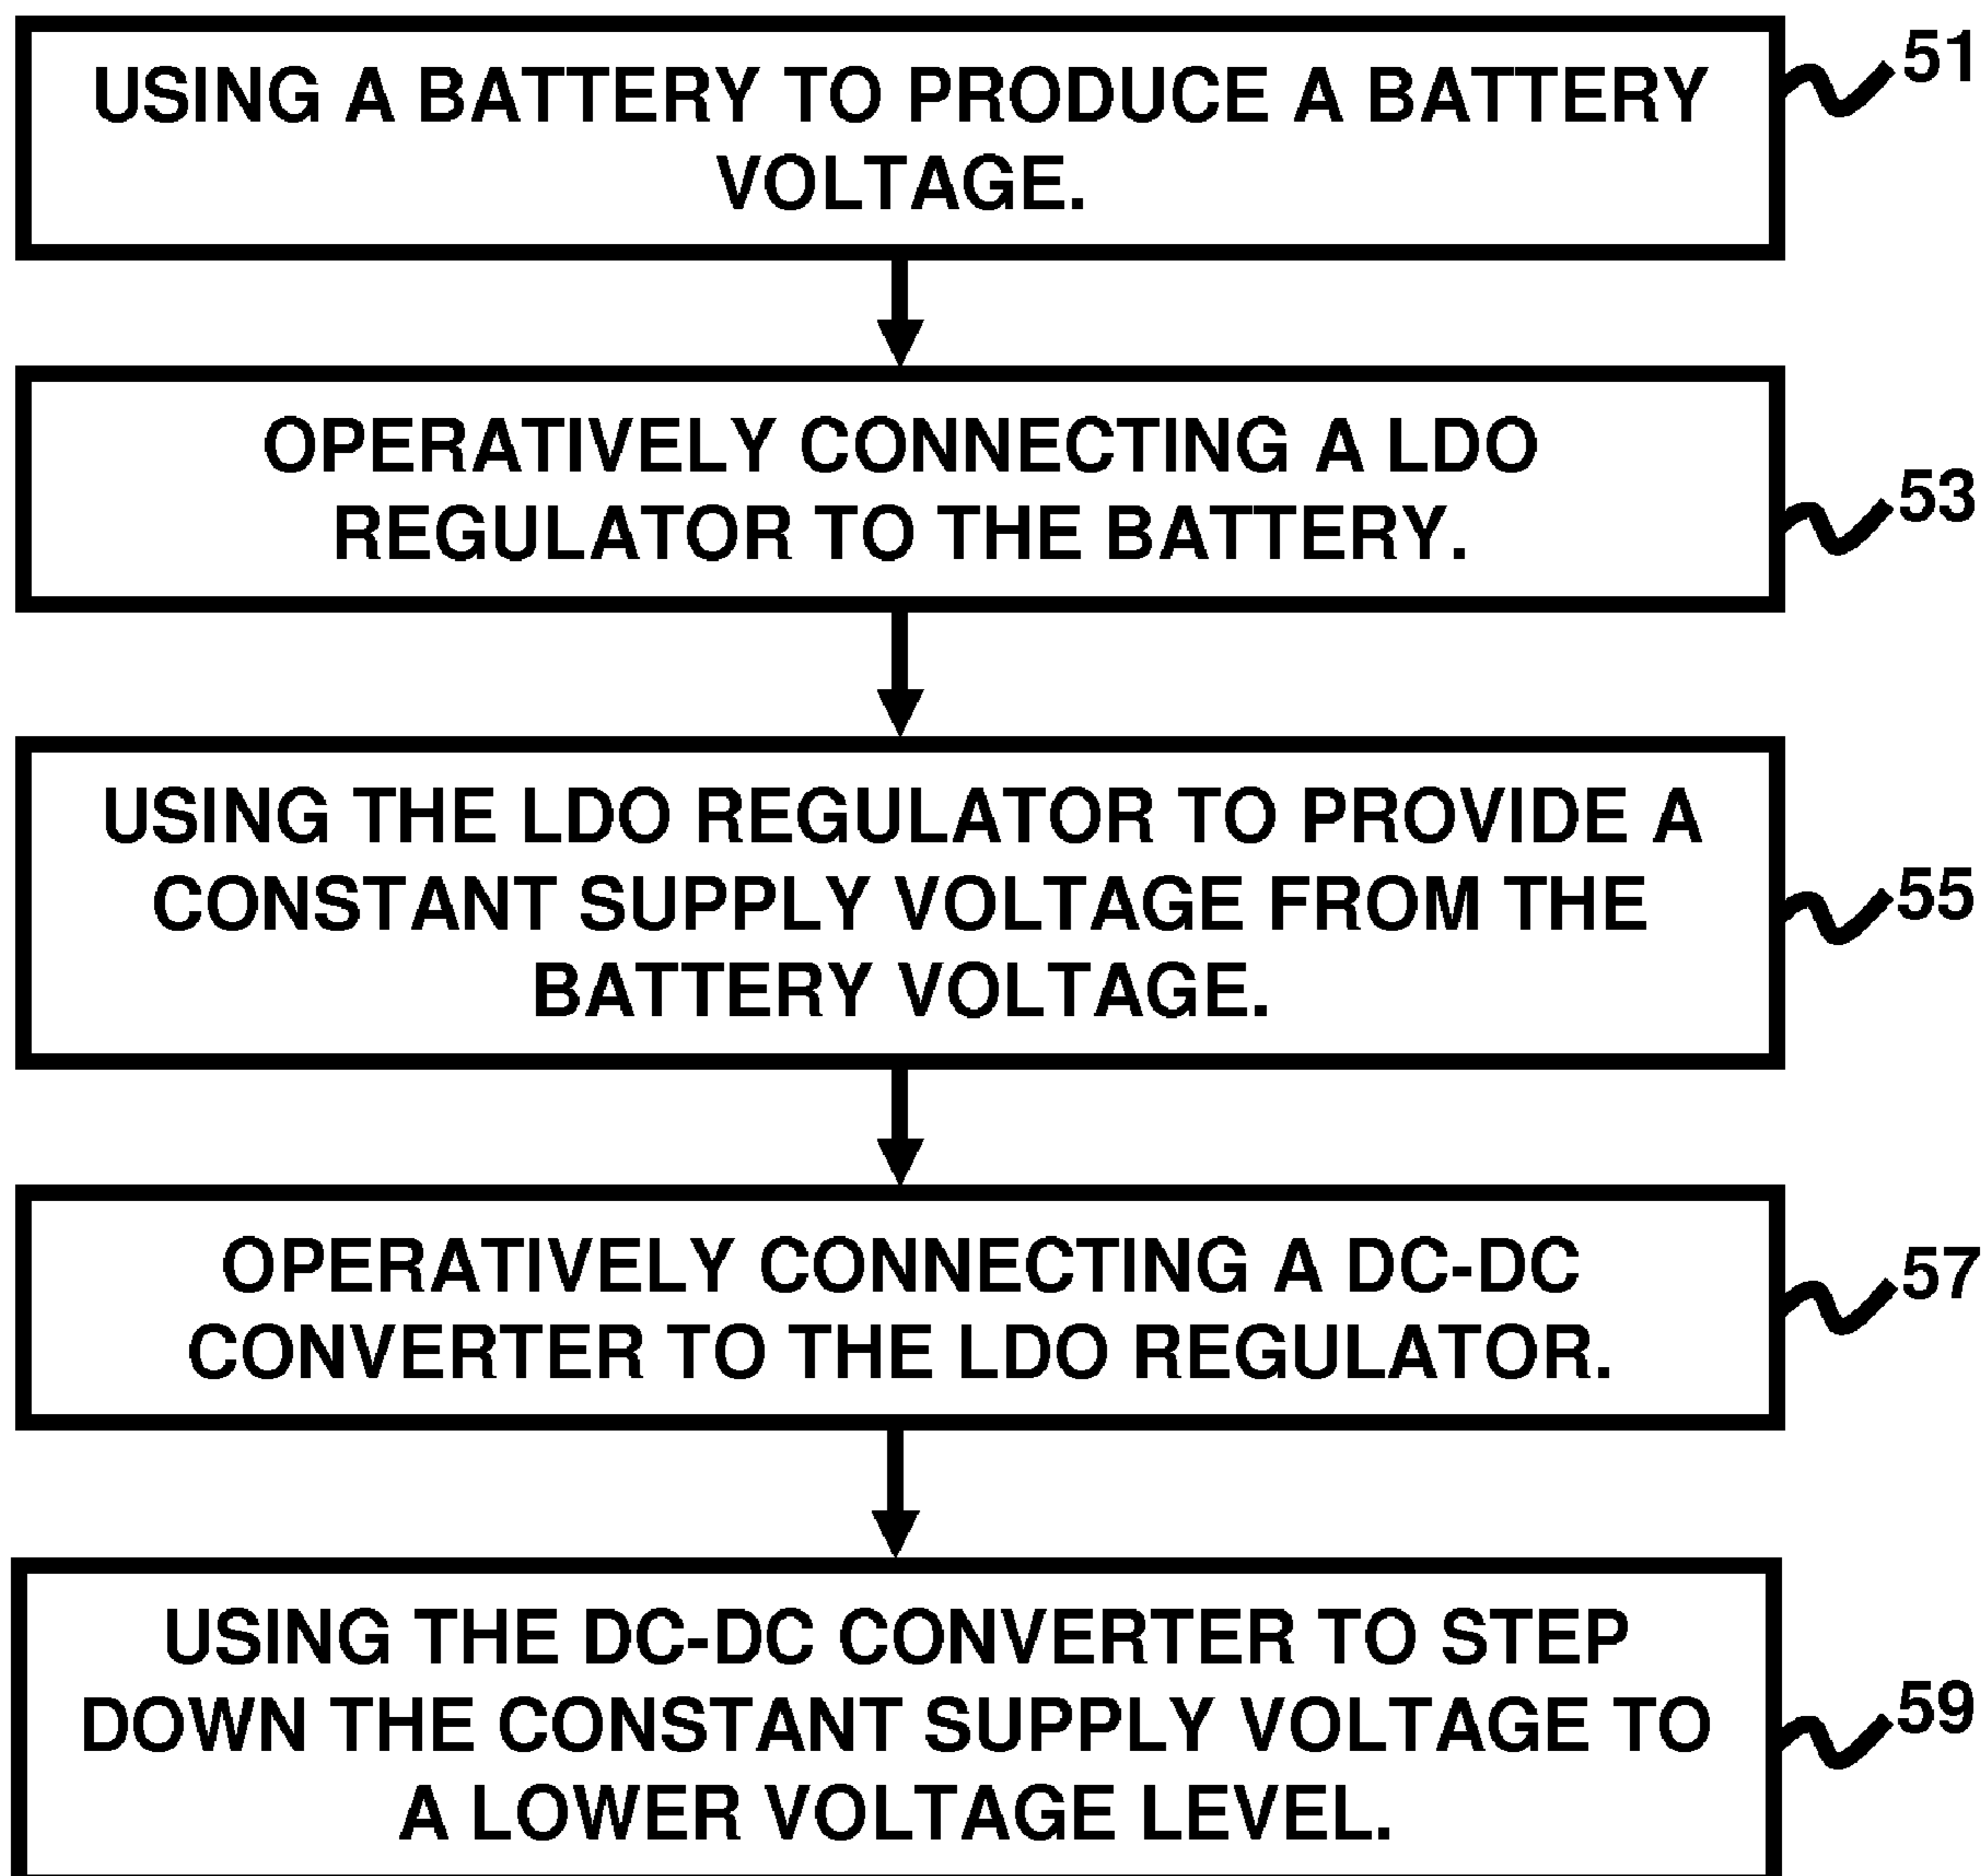 USING A BATTERY TO PRODUCE A BATTERY
VOLTAGE.
51
OPERATIVELY CONNECTING A LDO
REGULATOR TO THE BATTERY.
53
USING THE LDO REGULATOR TO PROVIDE A
CONSTANT SUPPLY VOLTAGE FROM THE
BATTERY VOLTAGE.
55
OPERATIVELY CONNECTING A DC-DC
CONVERTER TO THE LDO REGULATOR.
57
USING THE DC-DC CONVERTER TO STEP
DOWN THE CONSTANT SUPPLY VOLTAGE TO
A LOWER VOLTAGE LEVEL.
59